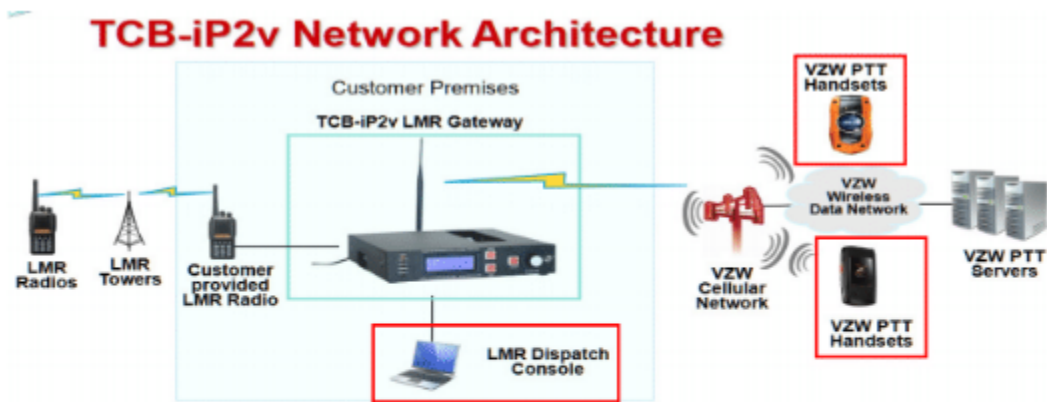 TCB-iP2v Network Architecture
Customer Premises
TCB-iP2v LMR Gateway
VZW PTT
Handsets
VZW
Wireless
Data Network
LMR
Radios
LMR
Towers
Customer
provided
LMR Radio
VZW
Cellular
Network
VZW PTT
Servers
VZW PTT
Handsets
LMR Dispatch
Console